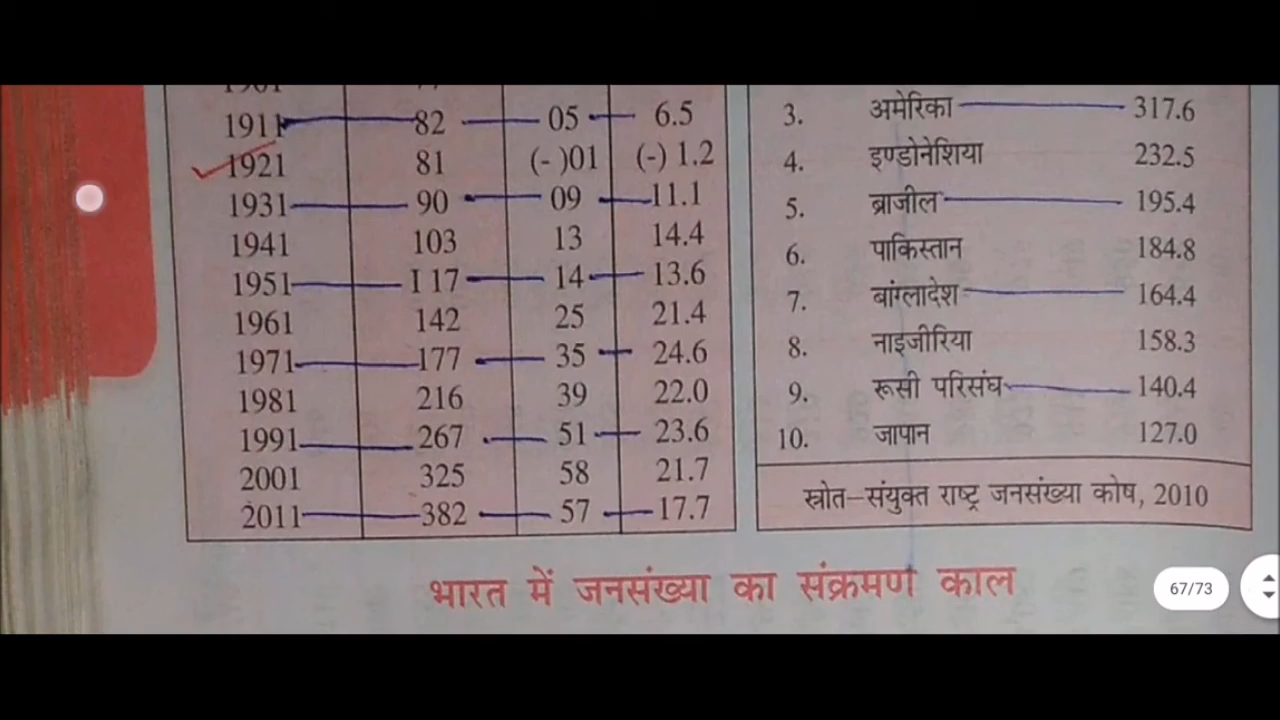 1911 82 05 6.5
1921 81 (-)01 (-) 1.2
1931 90 09 11.1
1941 103 13 14.4
1951 I 17 14 13.6
1961 142 25 21.4
1971 177 35 24.6
1981 216 39 22.0
1991 267 51 23.6
2001 325 58 21.7
2011 382 57 17.7
3. अमेरिका 317.6
4. इण्डोनेशिया 232.5
5. ब्राजील 195.4
6. पाकिस्तान 184.8
7. बांग्लादेश 164.4
8. नाइजीरिया 158.3
9. रूसी परिसंघ 140.4
10. जापान 127.0
स्रोत–संयुक्त राष्ट्र जनसंख्या कोष, 2010
भारत में जनसंख्या का संक्रमण काल
67/73